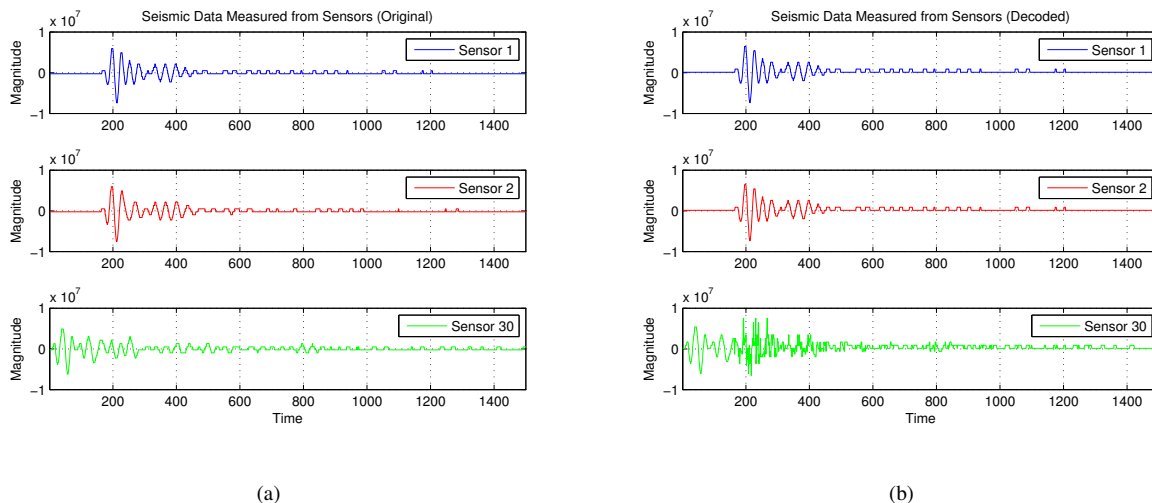 Seismic Data Measured from Sensors (Original)
x 10^7
1
0
−1
Magnitude
Sensor 1
200 400 600 800 1000 1200 1400
x 10^7
1
0
−1
Magnitude
Sensor 2
200 400 600 800 1000 1200 1400
x 10^7
1
0
−1
Magnitude
Sensor 30
200 400 600 800 1000 1200 1400
Time
(a)
Seismic Data Measured from Sensors (Decoded)
x 10^7
1
0
−1
Magnitude
Sensor 1
200 400 600 800 1000 1200 1400
x 10^7
1
0
−1
Magnitude
Sensor 2
200 400 600 800 1000 1200 1400
x 10^7
1
0
−1
Magnitude
Sensor 30
200 400 600 800 1000 1200 1400
Time
(b)